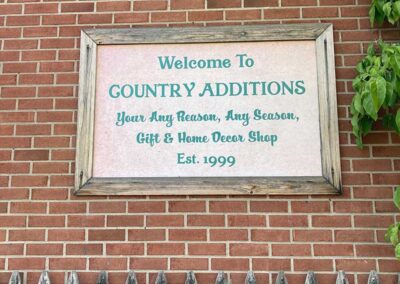 Welcome To
COUNTRY ADDITIONS
Your Any Reason, Any Season,
Gift & Home Decor Shop
Est. 1999